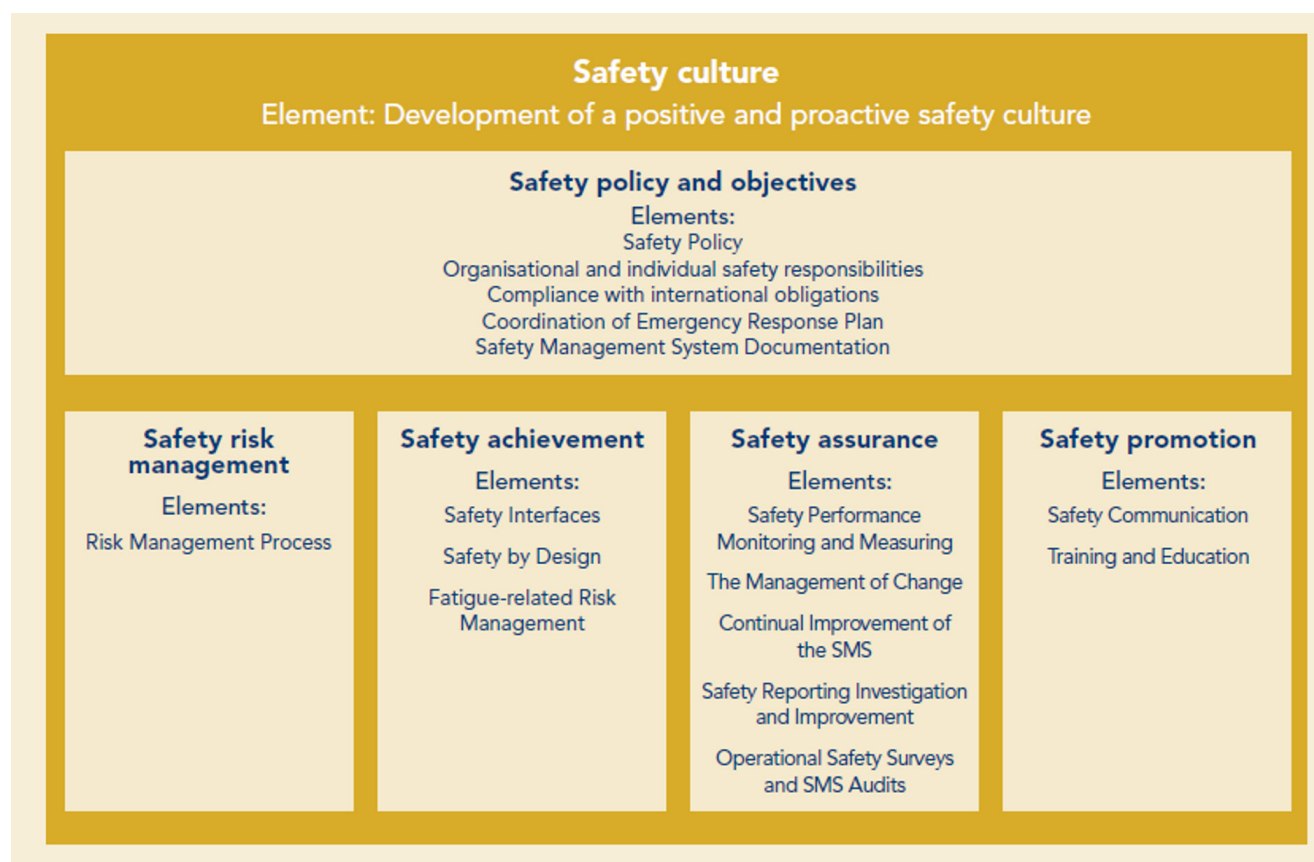 Safety culture
Element: Development of a positive and proactive safety culture
Safety policy and objectives
Elements:
Safety Policy
Organisational and individual safety responsibilities
Compliance with international obligations
Coordination of Emergency Response Plan
Safety Management System Documentation
Safety risk
management
Elements:
Risk Management Process
Safety achievement
Elements:
Safety Interfaces
Safety by Design
Fatigue-related Risk
Management
Safety assurance
Elements:
Safety Performance
Monitoring and Measuring
The Management of Change
Continual Improvement of
the SMS
Safety Reporting Investigation
and Improvement
Operational Safety Surveys
and SMS Audits
Safety promotion
Elements:
Safety Communication
Training and Education